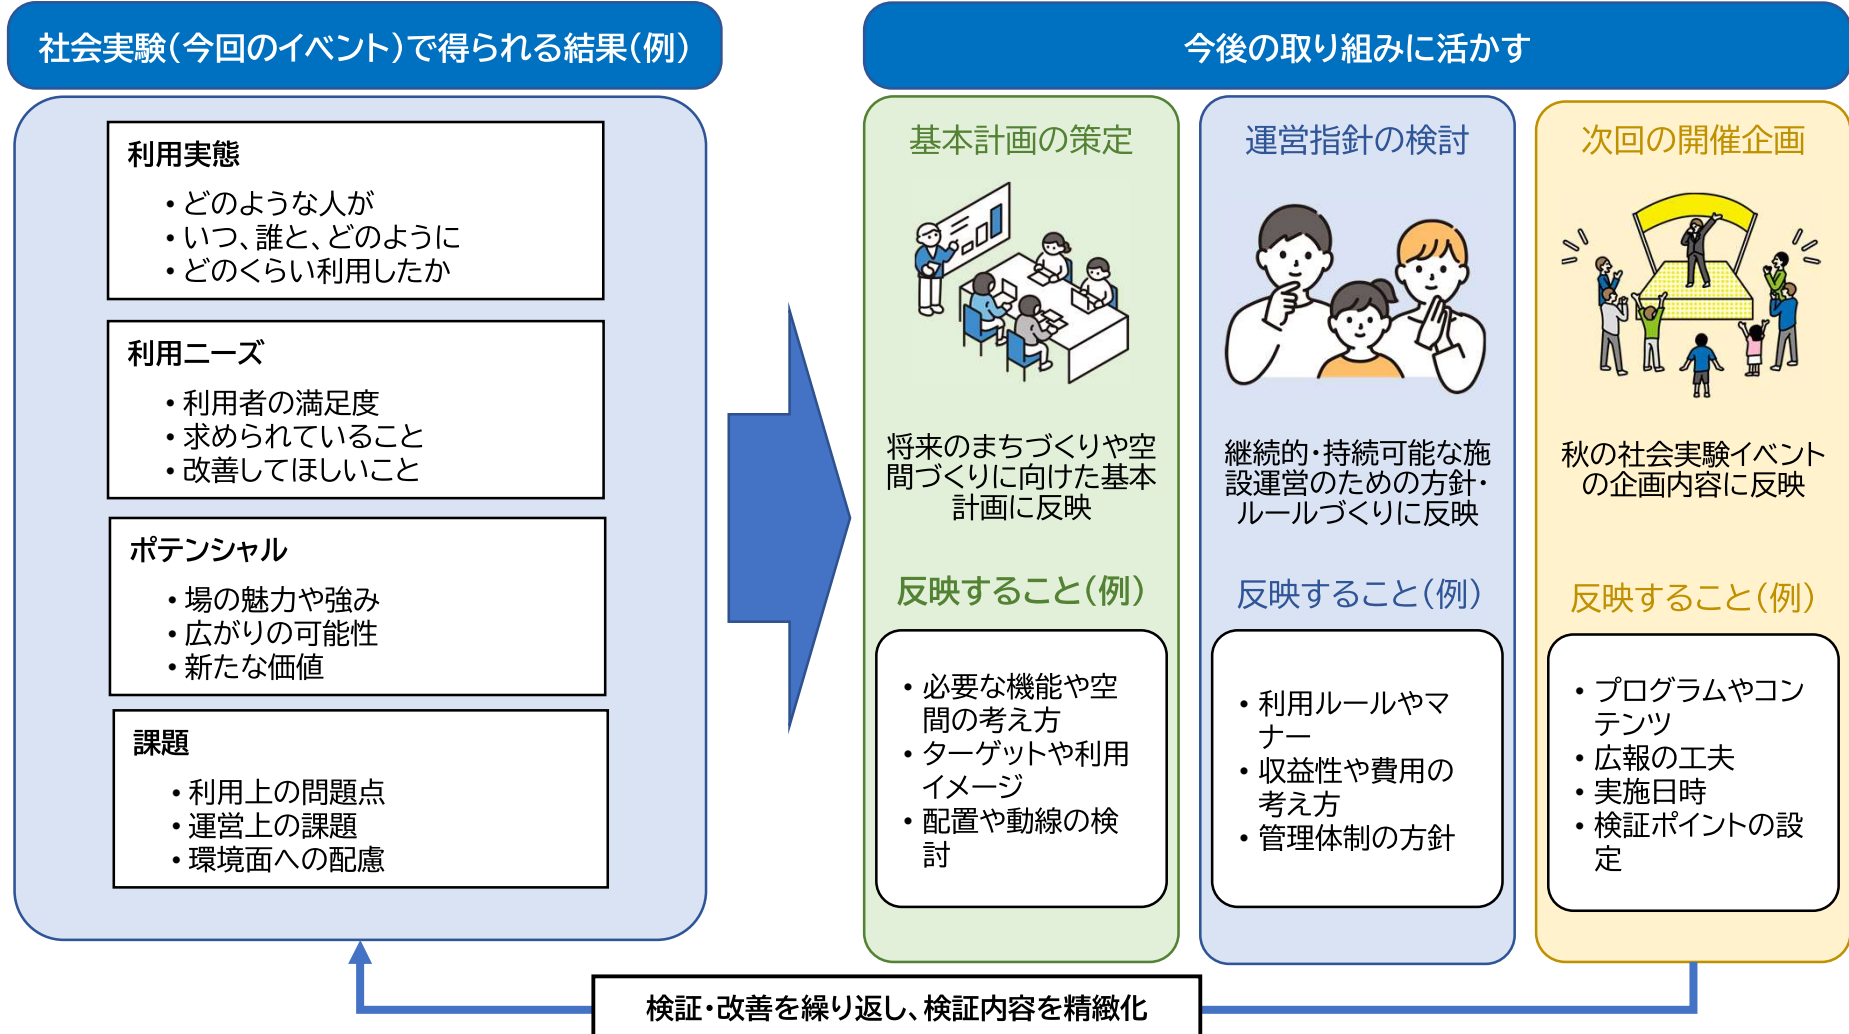 社会実験(今回のイベント)で得られる結果(例)
利用実態
・どのような人が
・いつ、誰と、どのように
・どのくらい利用したか
利用ニーズ
・利用者の満足度
・求められていること
・改善してほしいこと
ポテンシャル
・場の魅力や強み
・広がりの可能性
・新たな価値
課題
・利用上の問題点
・運営上の課題
・環境面への配慮
今後の取り組みに活かす
基本計画の策定
将来のまちづくりや空
間づくりに向けた基本
計画に反映
反映すること(例)
・必要な機能や空
間の考え方
・ターゲットや利用
イメージ
・配置や動線の検
討
運営指針の検討
継続的・持続可能な施
設運営のための方針・
ルールづくりに反映
反映すること(例)
・利用ルールやマ
ナー
・収益性や費用の
考え方
・管理体制の方針
次回の開催企画
秋の社会実験イベント
の企画内容に反映
反映すること(例)
・プログラムやコン
テンツ
・広報の工夫
・実施日時
・検証ポイントの設
定
検証・改善を繰り返し、検証内容を精緻化